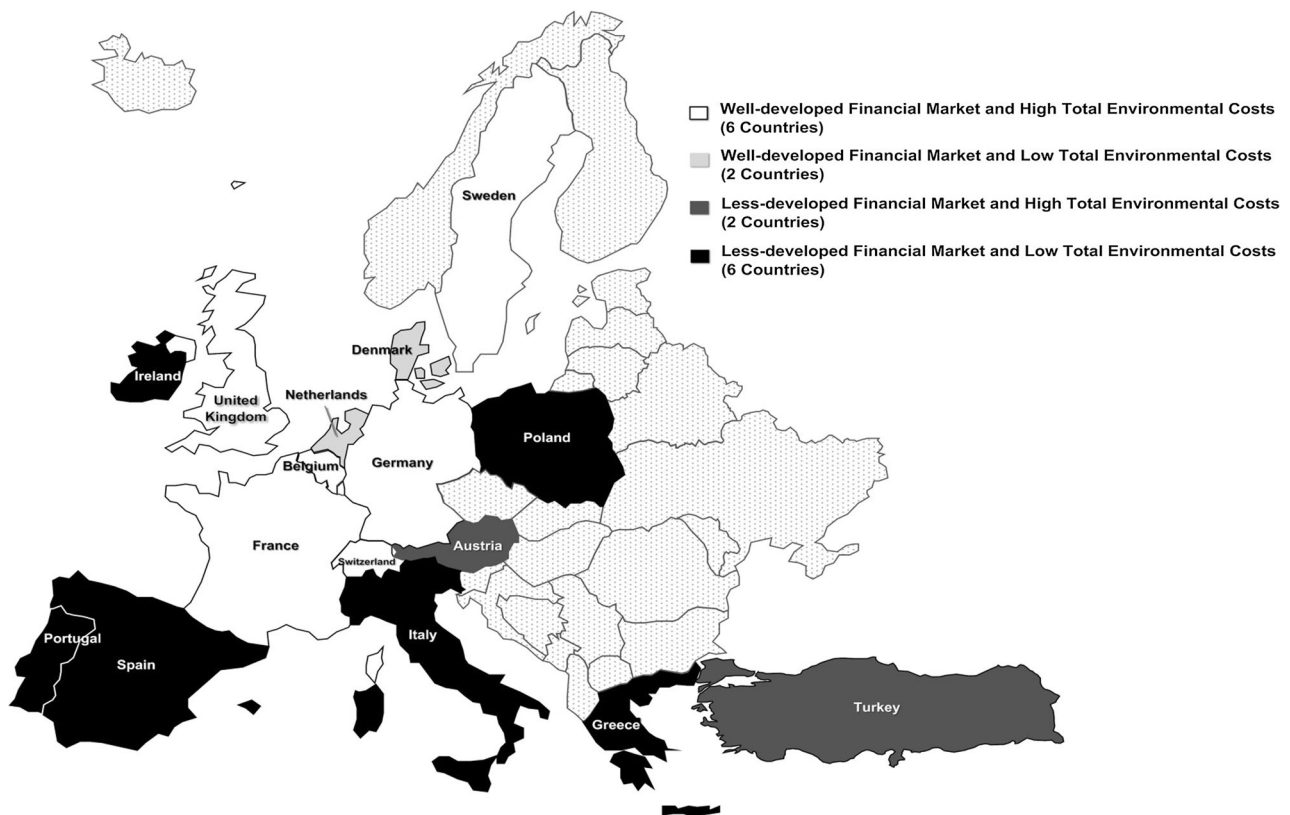 Well-developed Financial Market and High Total Environmental Costs
(6 Countries)
Well-developed Financial Market and Low Total Environmental Costs
(2 Countries)
Less-developed Financial Market and High Total Environmental Costs
(2 Countries)
Less-developed Financial Market and Low Total Environmental Costs
(6 Countries)
Sweden
Denmark
Ireland
Netherlands
United
Kingdom
Poland
Belgium
Germany
France
Austria
Switzerland
Portugal
Italy
Spain
Turkey
Greece